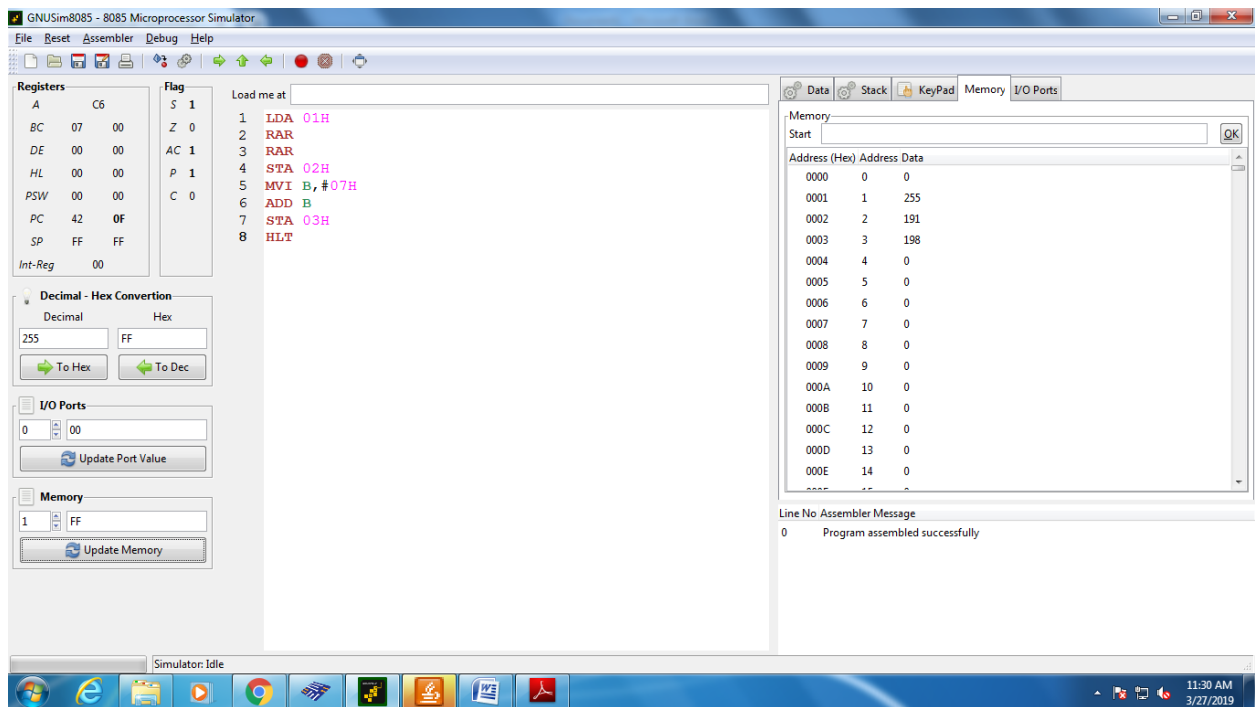 GNUSim8085 - 8085 Microprocessor Simulator
File Reset Assembler Debug Help
Registers
A C6
BC 07 00
DE 00 00
HL 00 00
PSW 00 00
PC 42 0F
SP FF FF
Int-Reg 00
Flag
S 1
Z 0
AC 1
P 1
C 0
Decimal - Hex Convertion
Decimal Hex
255 FF
To Hex To Dec
I/O Ports
0 00
Update Port Value
Memory
1 FF
Update Memory
Load me at
1 LDA 01H
2 RAR
3 RAR
4 STA 02H
5 MVI B,#07H
6 ADD B
7 STA 03H
8 HLT
Data Stack KeyPad Memory I/O Ports
Memory
Start OK
Address (Hex) Address Data
0000 0 0
0001 1 255
0002 2 191
0003 3 198
0004 4 0
0005 5 0
0006 6 0
0007 7 0
0008 8 0
0009 9 0
000A 10 0
000B 11 0
000C 12 0
000D 13 0
000E 14 0
Line No Assembler Message
0 Program assembled successfully
Simulator: Idle
11:30 AM
3/27/2019